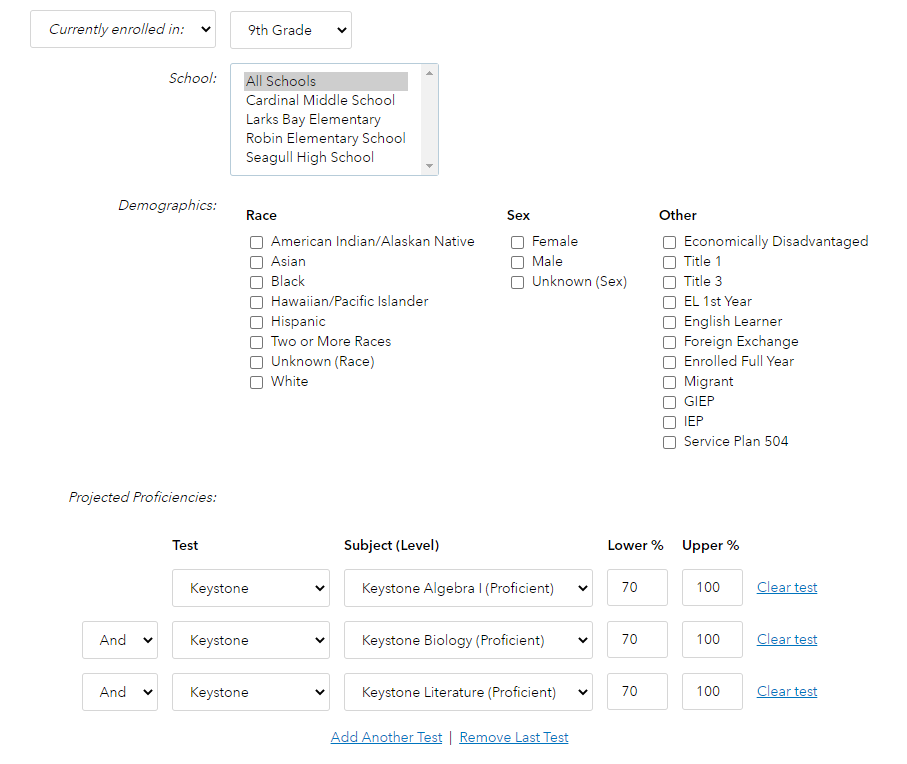 Currently enrolled in: 9th Grade
School:
All Schools
Cardinal Middle School
Larks Bay Elementary
Robin Elementary School
Seagull High School
Demographics:
Race
American Indian/Alaskan Native
Asian
Black
Hawaiian/Pacific Islander
Hispanic
Two or More Races
Unknown (Race)
White
Sex
Female
Male
Unknown (Sex)
Other
Economically Disadvantaged
Title 1
Title 3
EL 1st Year
English Learner
Foreign Exchange
Enrolled Full Year
Migrant
GIEP
IEP
Service Plan 504
Projected Proficiencies:
Test Subject (Level) Lower % Upper %
Keystone Keystone Algebra I (Proficient) 70 100 Clear test
And Keystone Keystone Biology (Proficient) 70 100 Clear test
And Keystone Keystone Literature (Proficient) 70 100 Clear test
Add Another Test | Remove Last Test